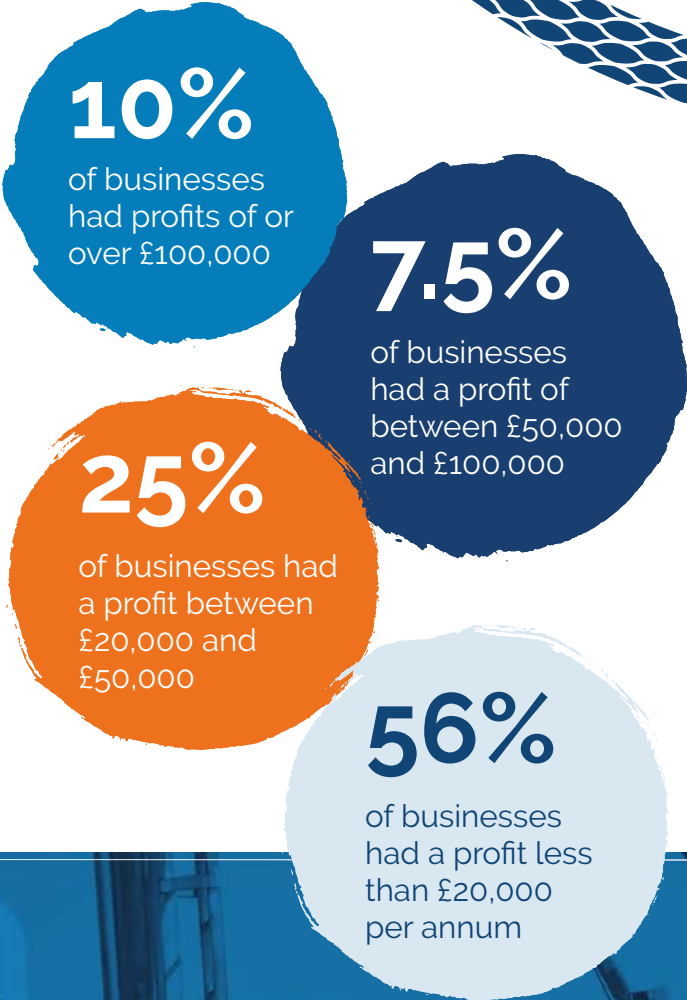 10%
of businesses
had profits of or
over £100,000
7.5%
of businesses
had a profit of
between £50,000
and £100,000
25%
of businesses had
a profit between
£20,000 and
£50,000
56%
of businesses
had a profit less
than £20,000
per annum